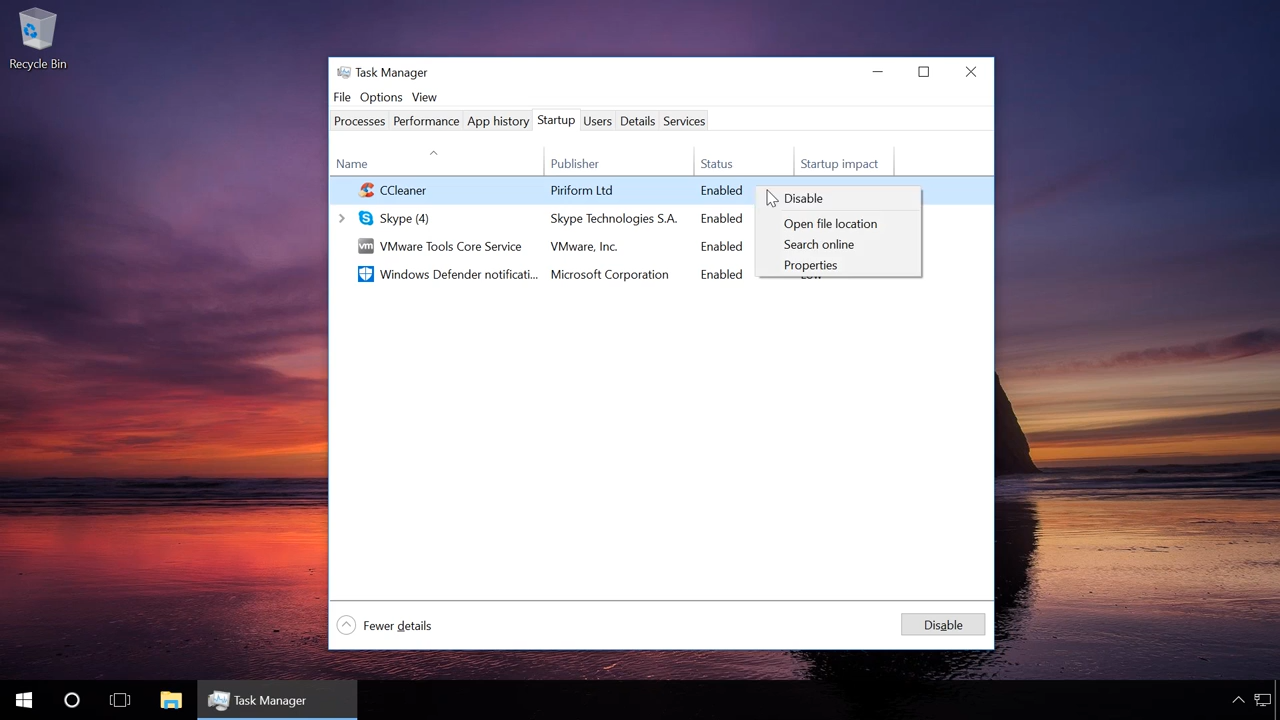 Recycle Bin
Task Manager
File Options View
Processes Performance App history Startup Users Details Services
Name Publisher Status Startup impact
CCleaner Piriform Ltd Enabled
Skype (4) Skype Technologies S.A. Enabled
vm VMware Tools Core Service VMware, Inc. Enabled
Windows Defender notificati... Microsoft Corporation Enabled
Disable
Open file location
Search online
Properties
Fewer details Disable
Task Manager